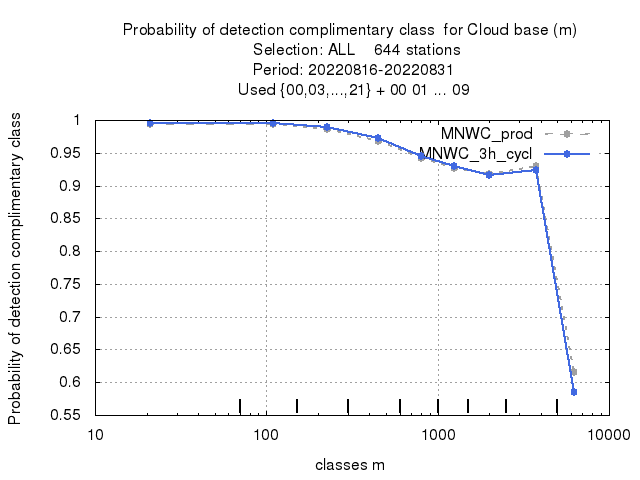 Probability of detection complimentary class  for Cloud base (m)
Selection: ALL    644 stations
Period: 20220816-20220831
Used {00,03,...,21} + 00 01 ... 09
Probability of detection complimentary class
1
0.95
0.9
0.85
0.8
0.75
0.7
0.65
0.6
0.55
MNWC_prod
MNWC_3h_cycl
10
100
1000
10000
classes m